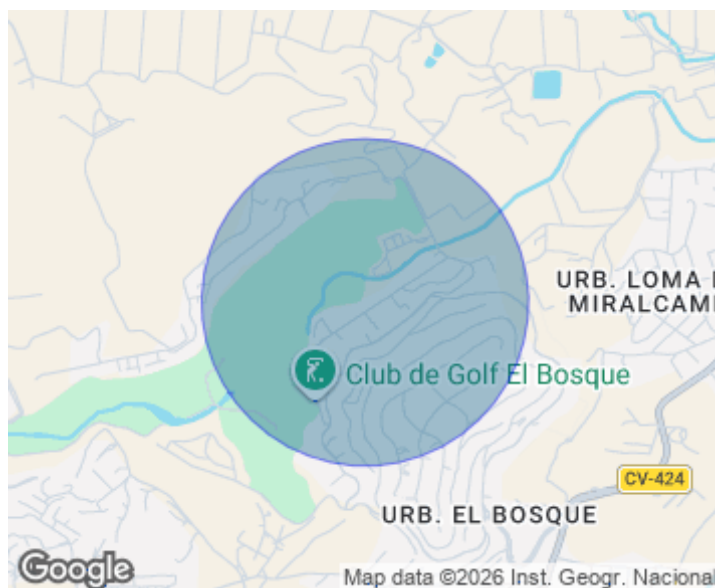 URB. LOMA
MIRALCAM
Club de Golf El Bosque
CV-424
URB. EL BOSQUE
Google
Map data ©2026 Inst. Geogr. Nacional